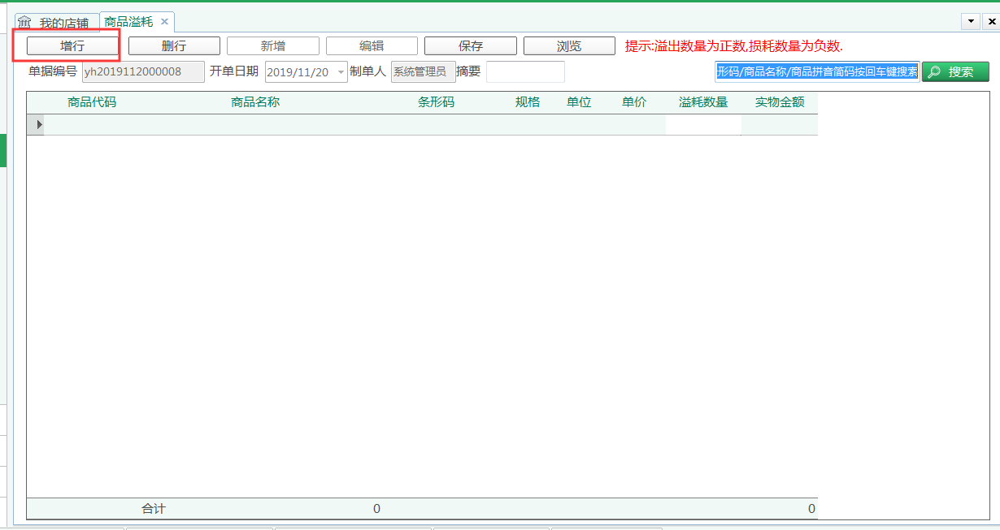 我的店铺 商品溢耗
增行 删行 新增 编辑 保存 浏览 提示:溢出数量为正数,损耗数量为负数.
单据编号 yh2019112000008 开单日期 2019/11/20 制单人 系统管理员 摘要 形码/商品名称/商品拼音简码按回车键搜索 搜索
商品代码 商品名称 条形码 规格 单位 单价 溢耗数量 实物金额
合计 0 0